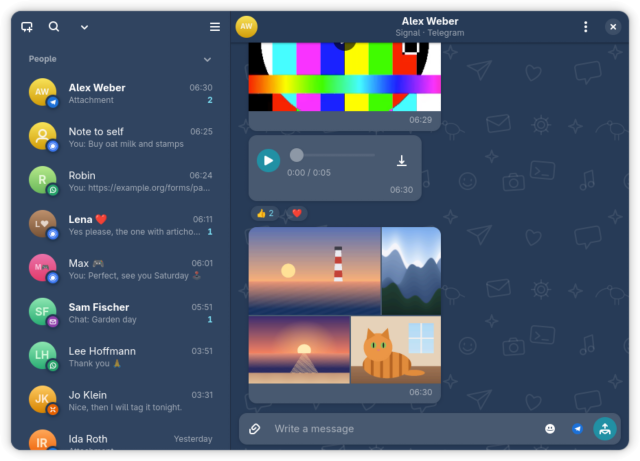 People
AW
Alex Weber
06:30
Attachment
2
Note to self
06:25
You: Buy oat milk and stamps
R
Robin
06:24
You: https://example.org/forms/pa...
L❤
Lena ❤️
06:11
Yes please, the one with articho...
1
Max 🎮
06:01
You: Perfect, see you Saturday
SF
Sam Fischer
05:51
Chat: Garden day
1
LH
Lee Hoffmann
03:51
Thank you 🙏
JK
Jo Klein
03:31
Nice, then I will tag it tonight.
IR
Ida Roth
Yesterday
AW
Alex Weber
Signal · Telegram
06:29
0:00 / 0:05
06:30
👍 2
❤️
06:30
Write a message